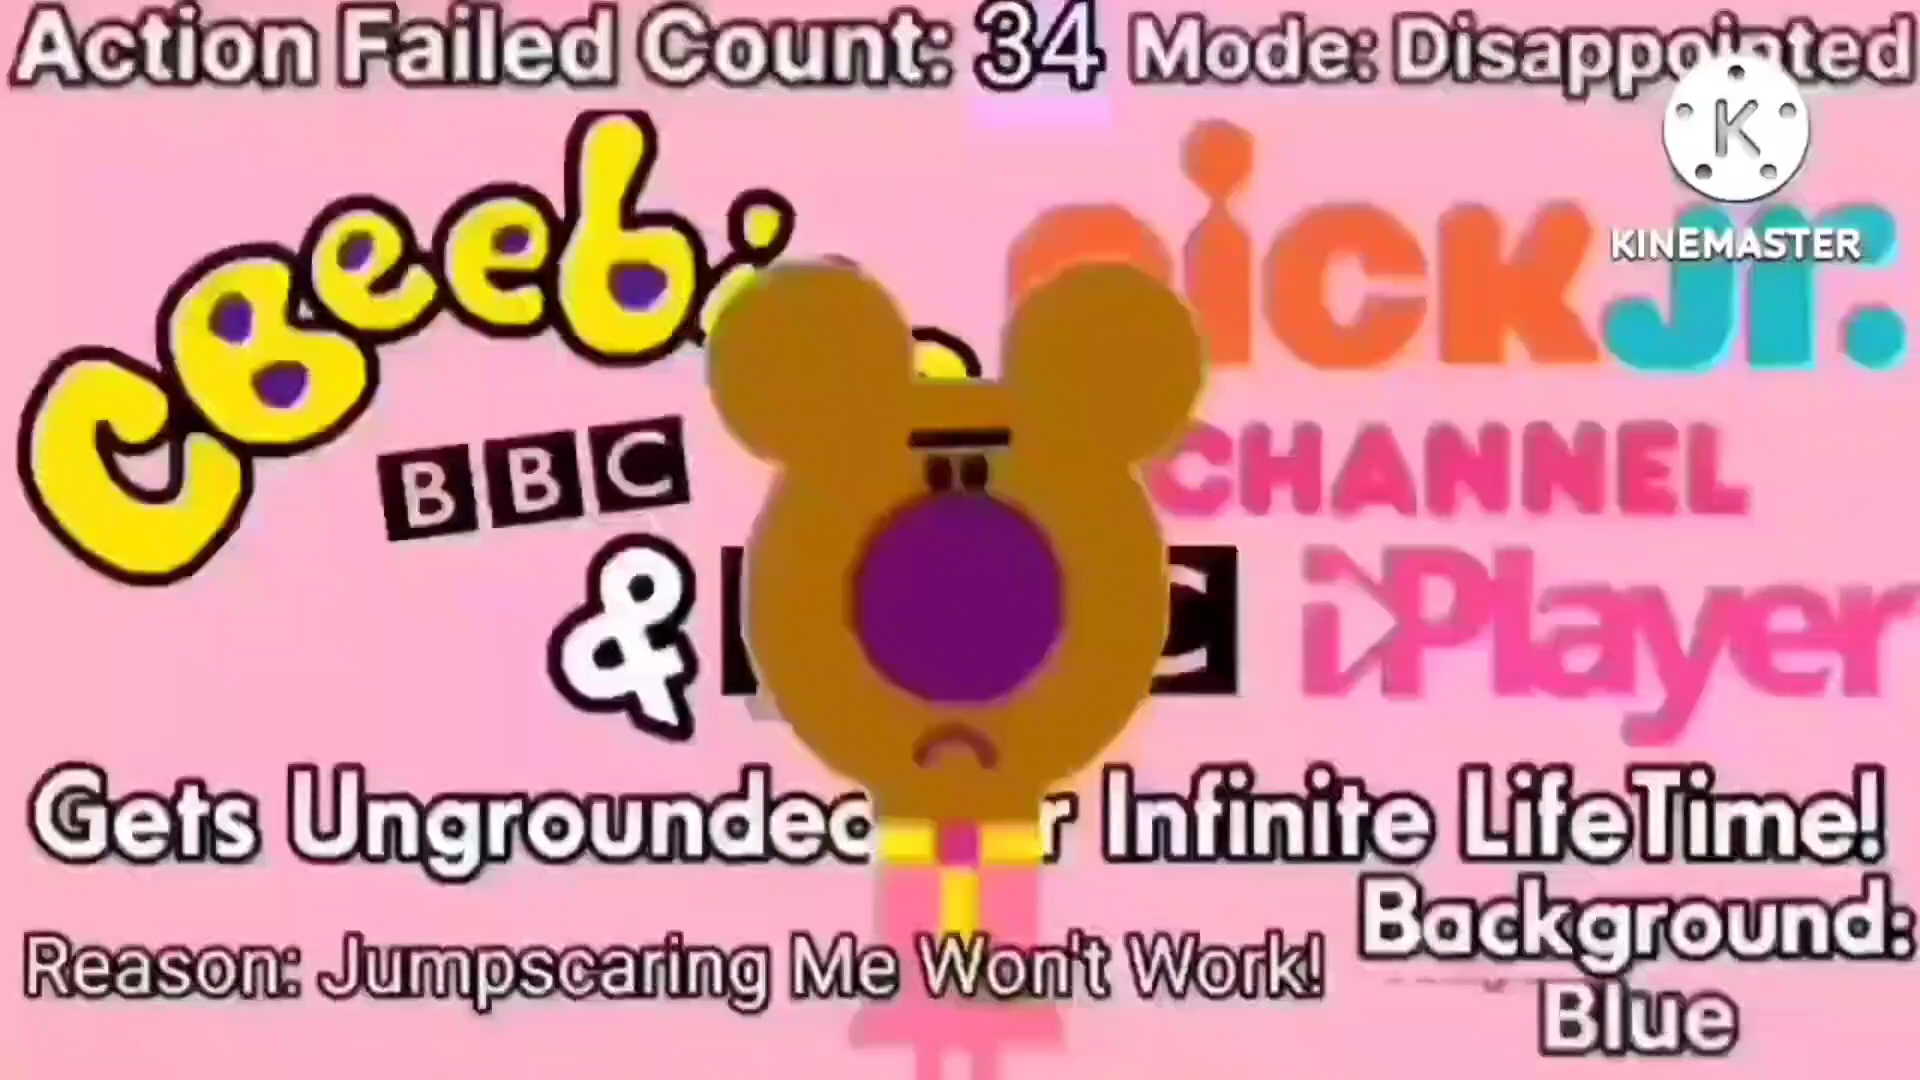 Action Failed Count: 34 Mode: Disappointed
K
KINEMASTER
CBeeb
nickjr.
BBC
CHANNEL
& C iPlayer
Gets Ungrounded r Infinite LifeTime!
Background:
Reason: Jumpscaring Me Won't Work!
Blue